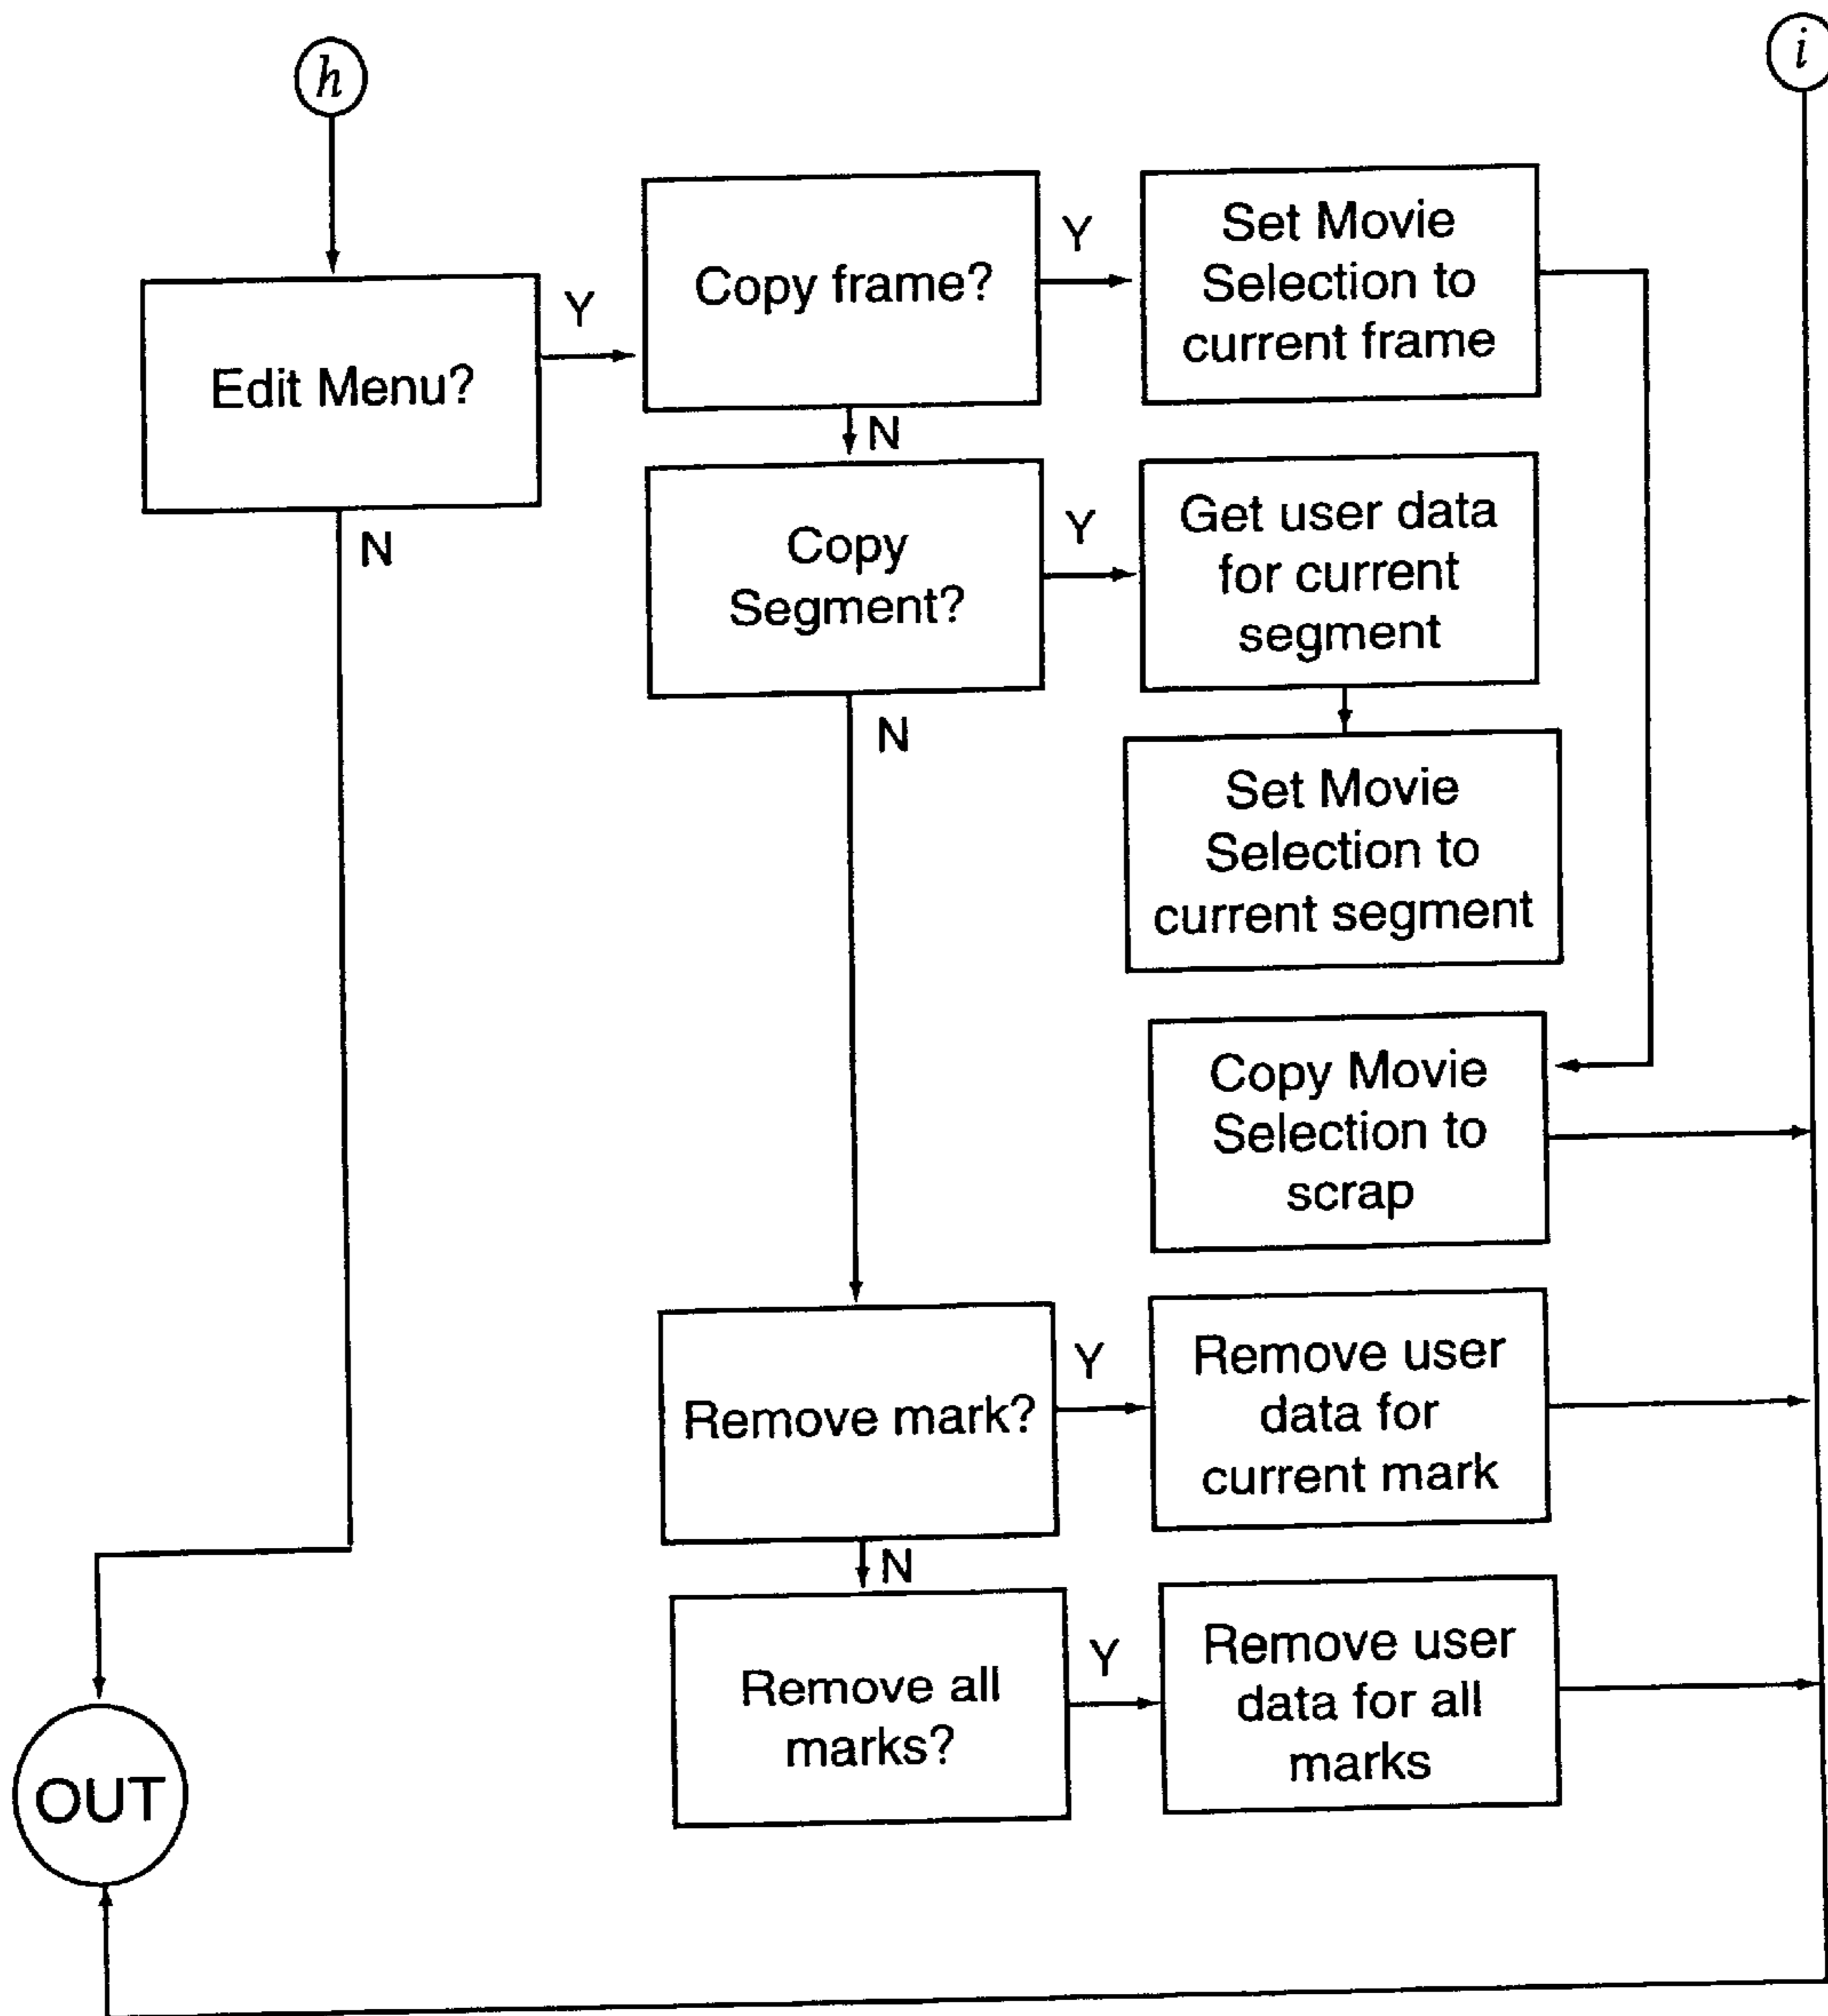 h
i
Edit Menu?
Y
N
Copy frame?
Y
N
Set Movie
Selection to
current frame
Copy
Segment?
Y
N
Get user data
for current
segment
Set Movie
Selection to
current segment
Copy Movie
Selection to
scrap
Remove mark?
Y
N
Remove user
data for
current mark
Remove all
marks?
Y
Remove user
data for all
marks
OUT